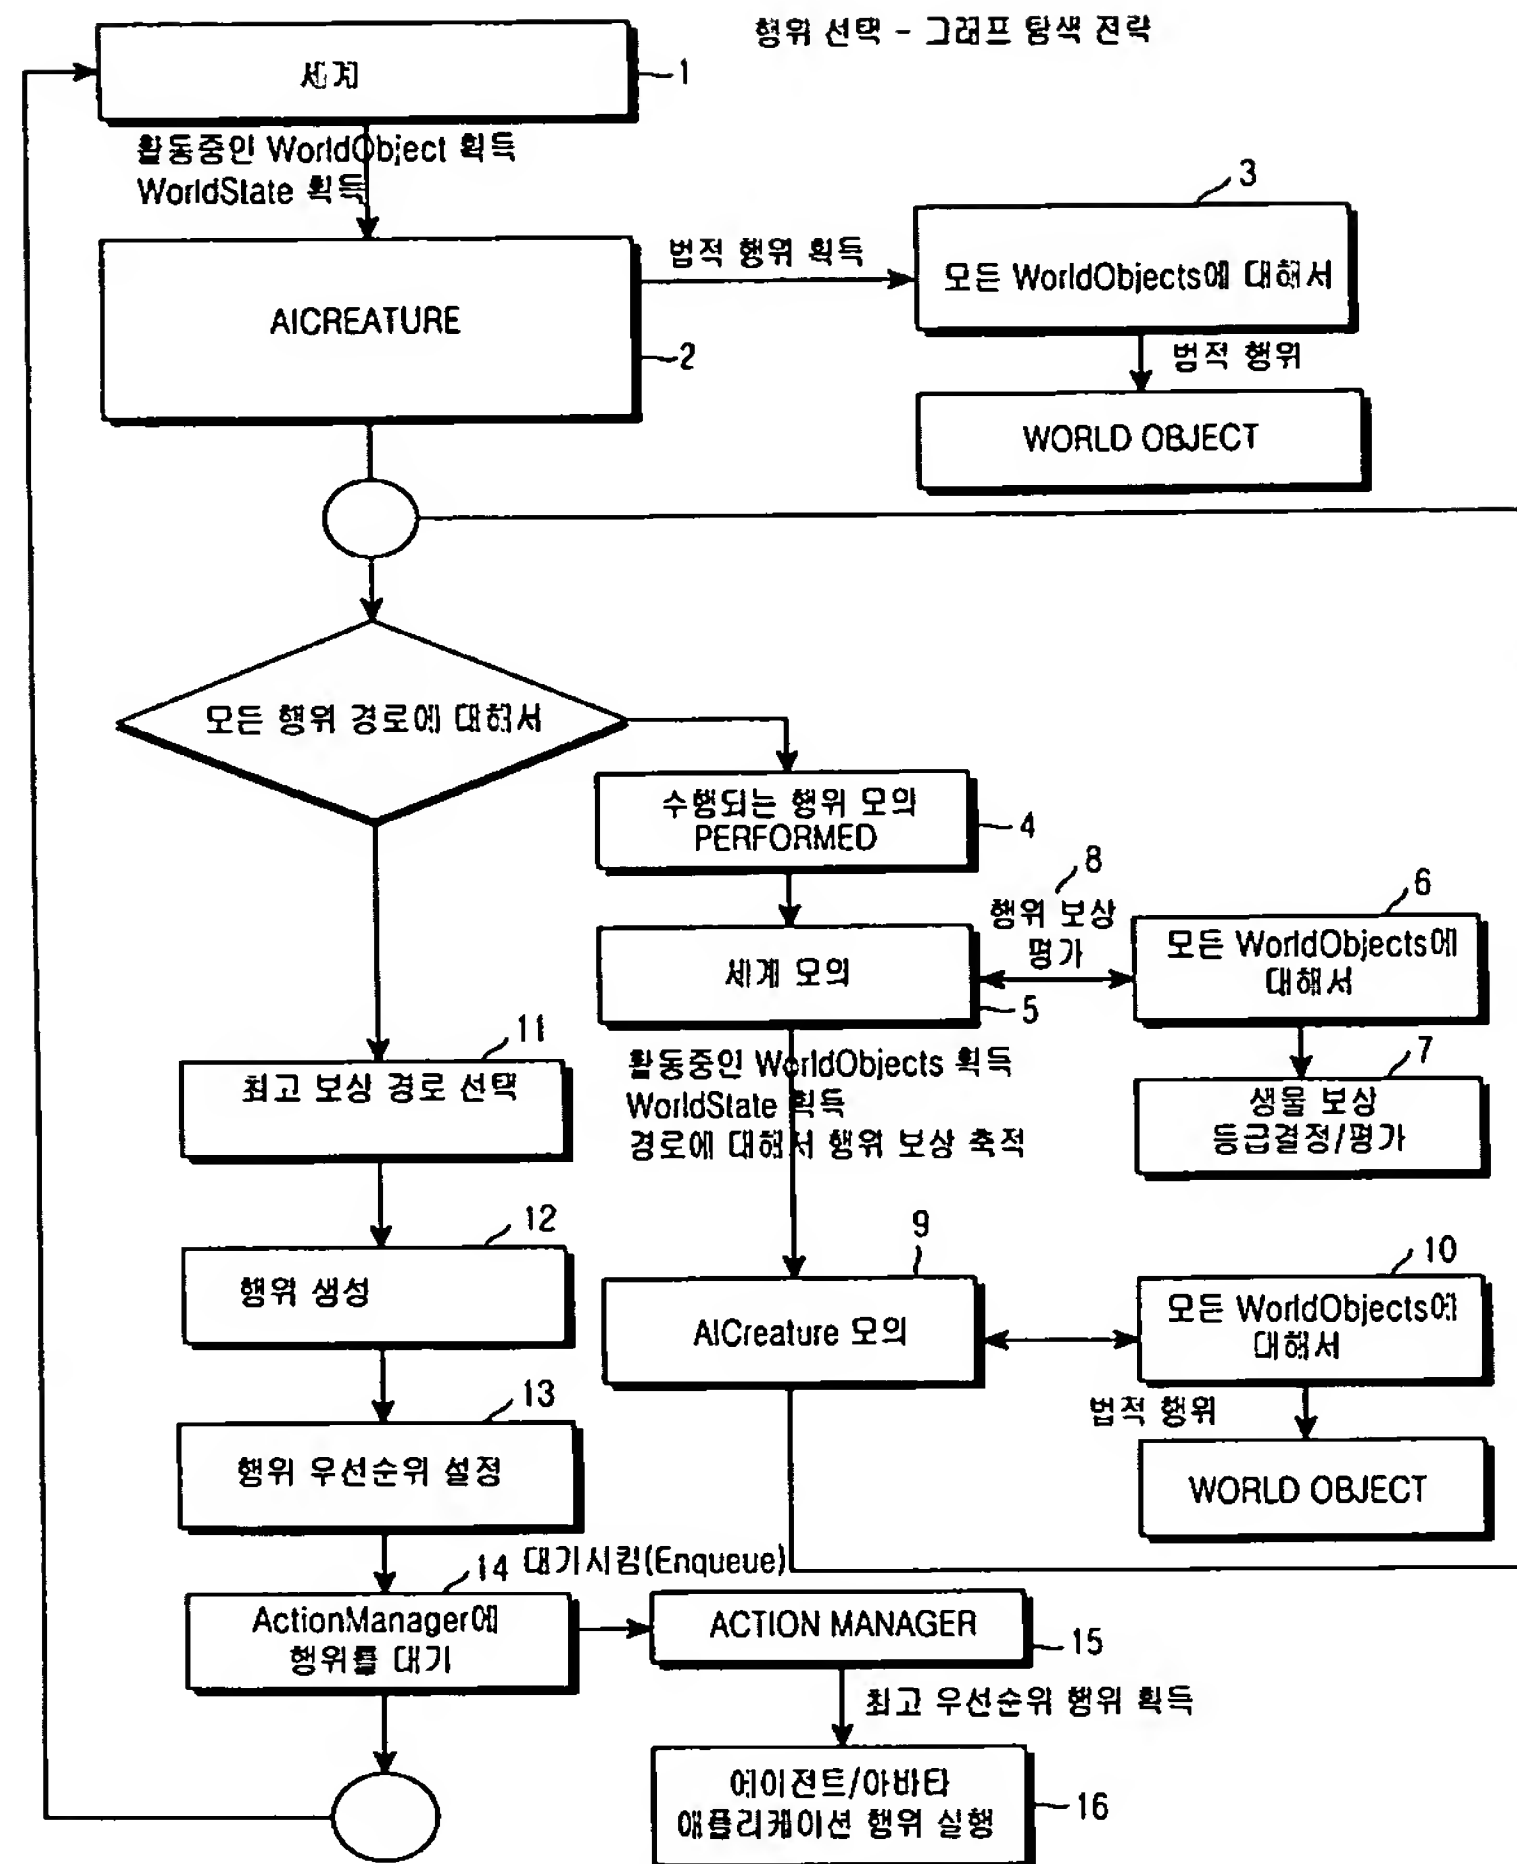 행위 선택 - 그래프 탐색 전략
세계
1
활동중인 WorldObject 획득
WorldState 획득
3
법적 행위 획득
모든 WorldObjects에 대해서
AICREATURE
2
법적 행위
WORLD OBJECT
모든 행위 경로에 대해서
수행되는 행위 모의
PERFORMED
4
8
행위 보상
평가
6
모든 WorldObjects에
대해서
세계 모의
5
11
최고 보상 경로 선택
활동중인 WorldObjects 획득
WorldState 획득
경로에 대해서 행위 보상 축적
7
생물 보상
등급결정/평가
12
행위 생성
9
AICreature 모의
10
모든 WorldObjects에
대해서
13
행위 우선순위 설정
법적 행위
WORLD OBJECT
14
대기시킴(Enqueue)
ActionManager에
행위를 대기
ACTION MANAGER
15
최고 우선순위 행위 획득
에이전트/아바타
애플리케이션 행위 실행
16